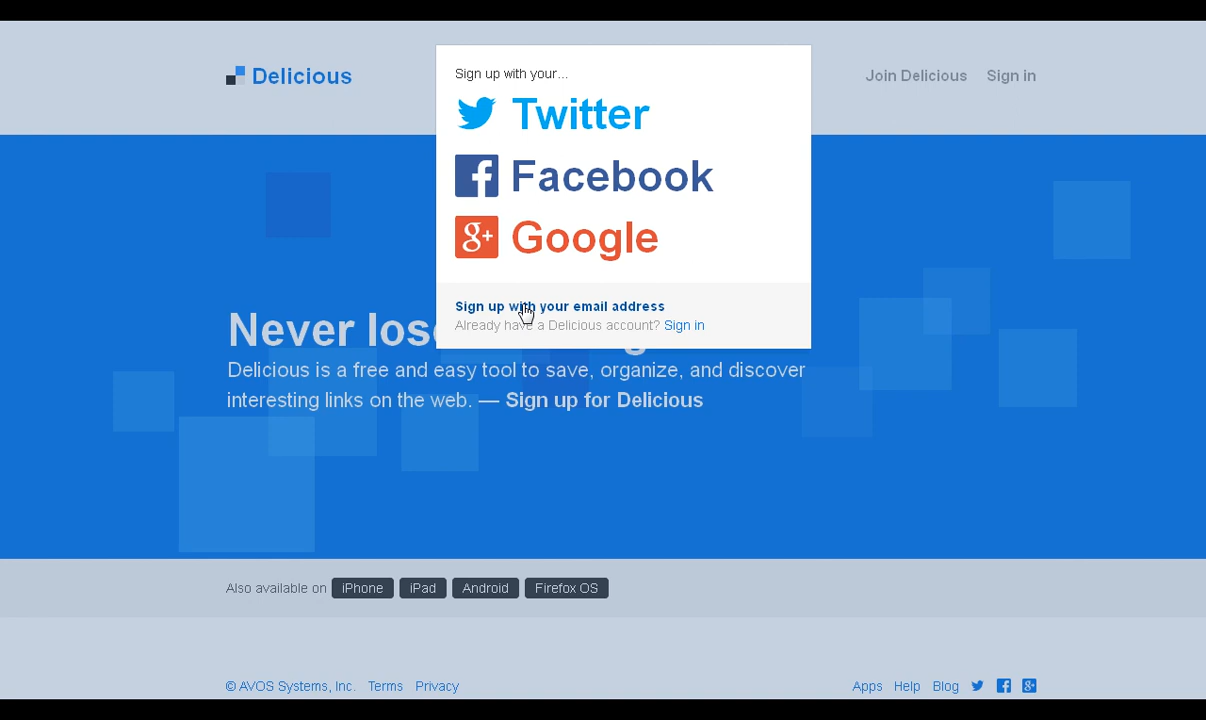 Delicious
Join Delicious Sign in
Sign up with your...
Twitter
Facebook
Google
Sign up with your email address
Already have a Delicious account? Sign in
Never
Delicious is a free and easy tool to save, organize, and discover
interesting links on the web. — Sign up for Delicious
Also available on iPhone iPad Android Firefox OS
© AVOS Systems, Inc. Terms Privacy
Apps Help Blog